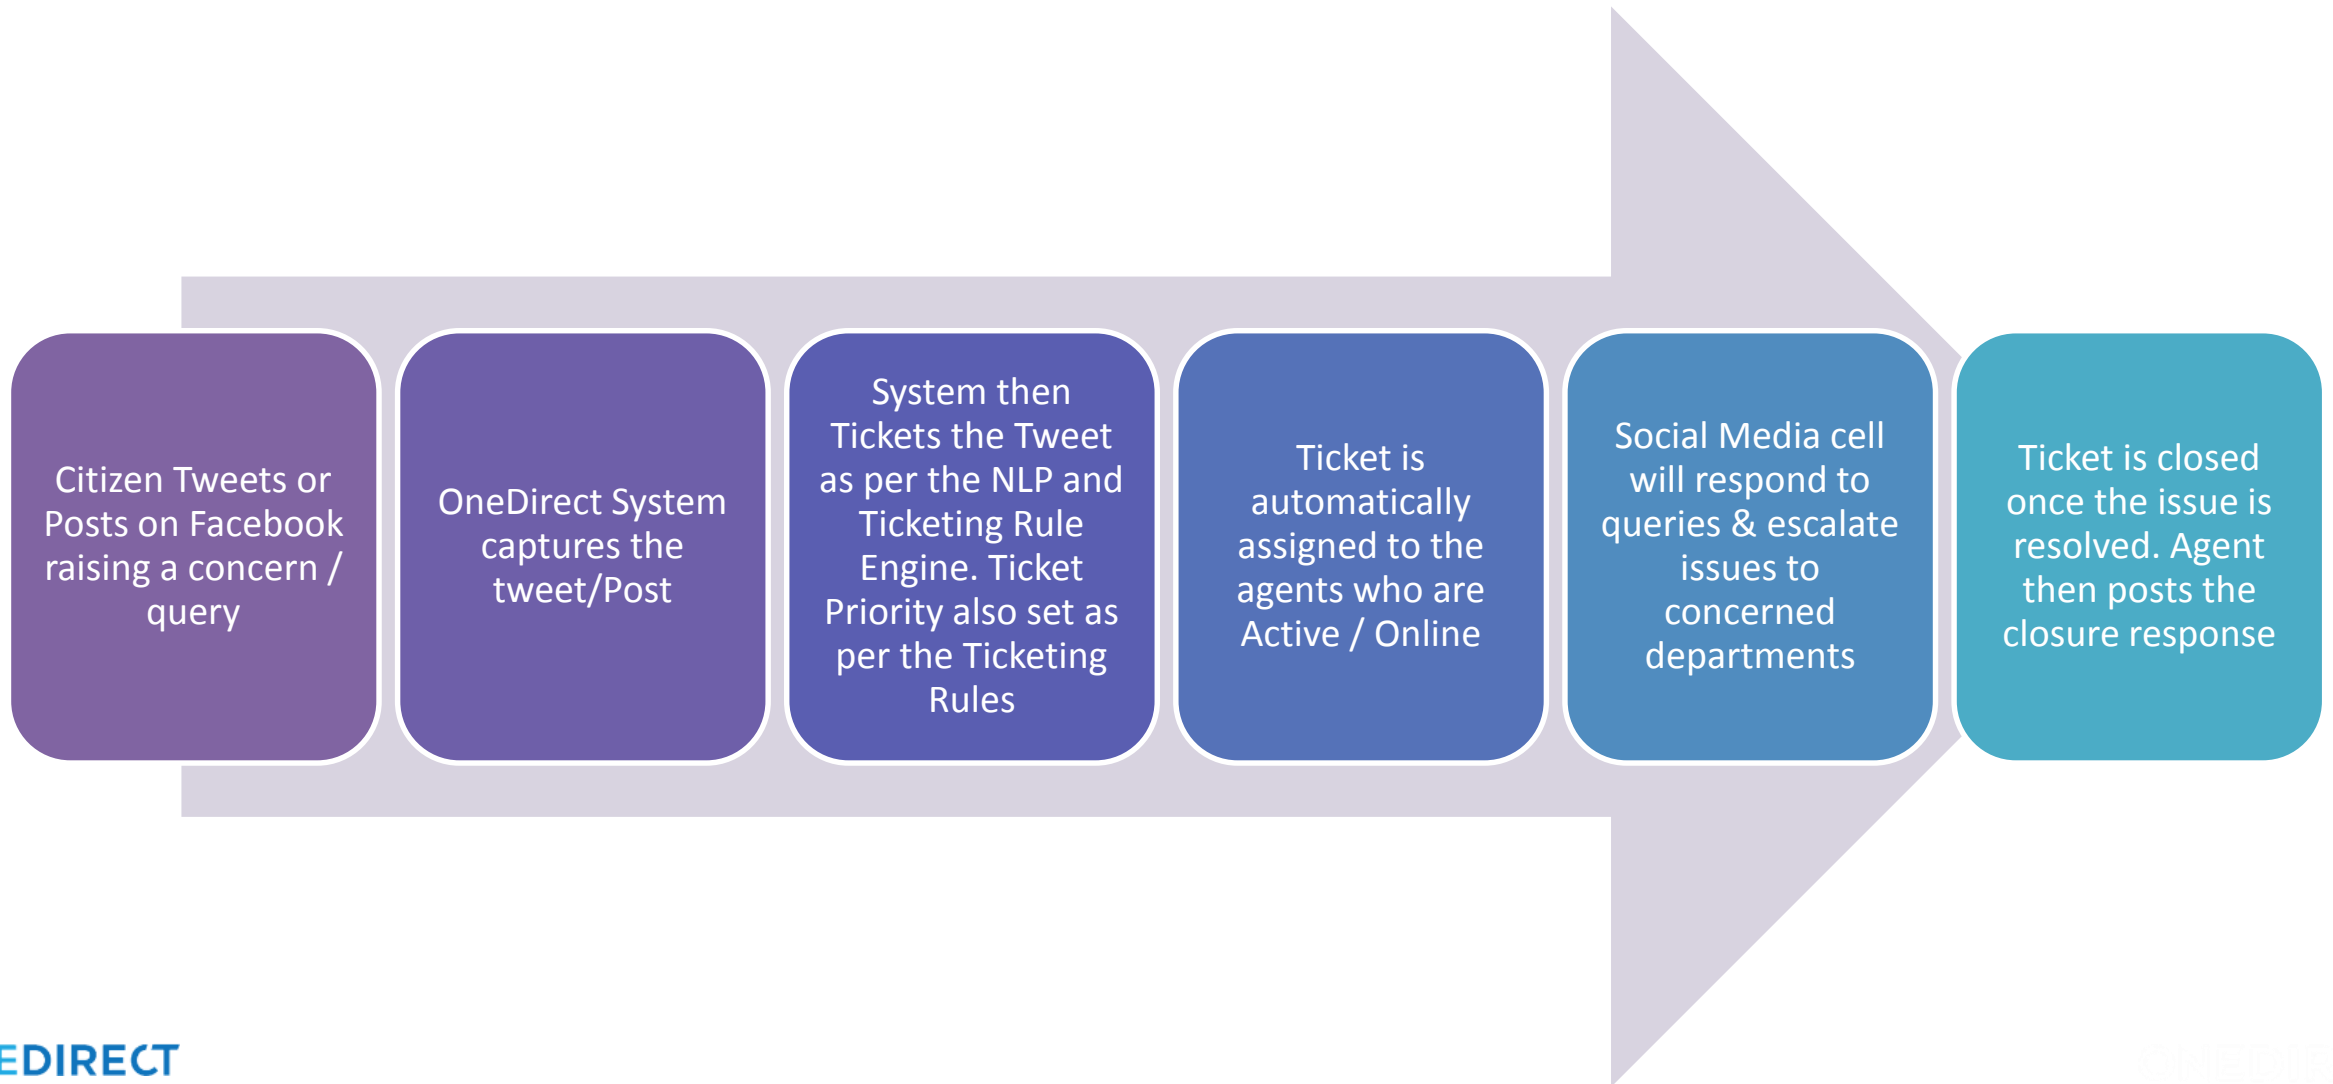 Citizen Tweets or
Posts on Facebook
raising a concern /
query
OneDirect System
captures the
tweet/Post
System then
Tickets the Tweet
as per the NLP and
Ticketing Rule
Engine. Ticket
Priority also set as
per the Ticketing
Rules
Ticket is
automatically
assigned to the
agents who are
Active / Online
Social Media cell
will respond to
queries & escalate
issues to
concerned
departments
Ticket is closed
once the issue is
resolved. Agent
then posts the
closure response
EDIRECT